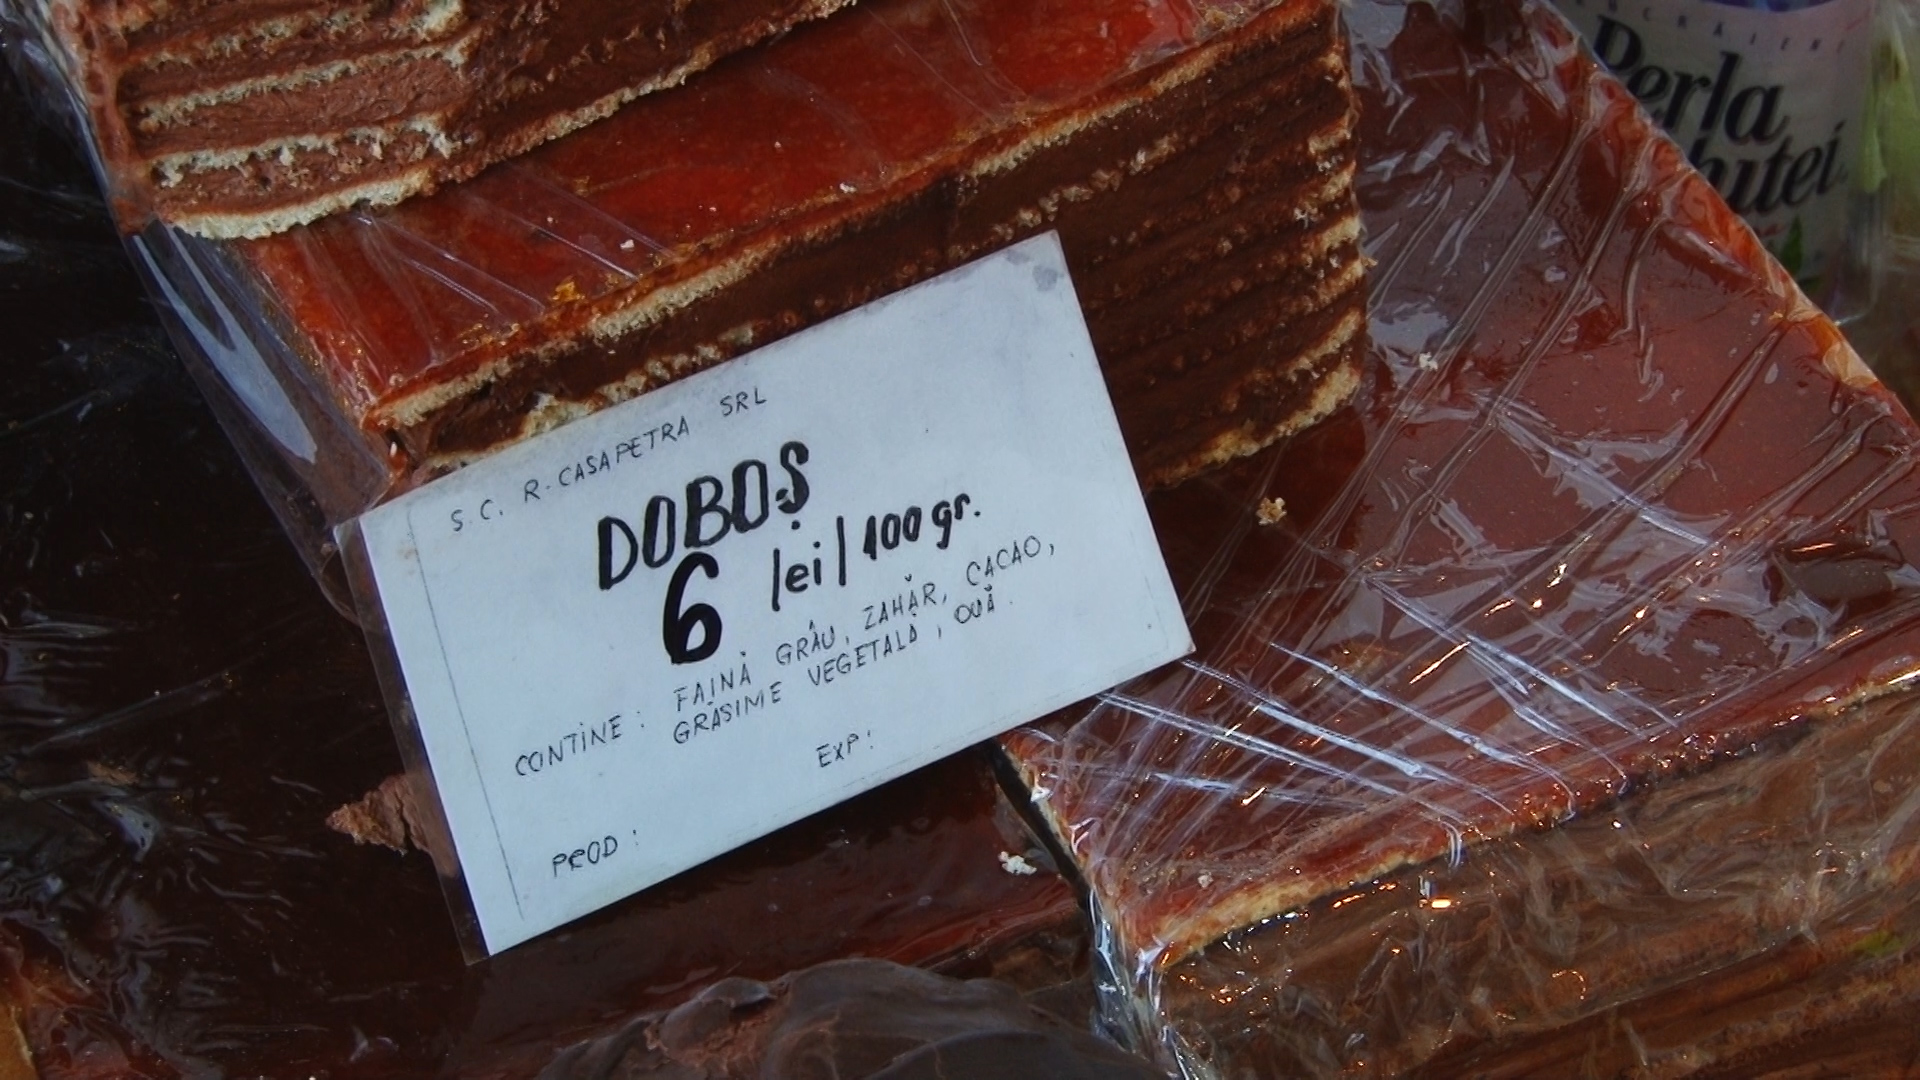 S.C. R.CASAPETRA SRL
DOBOȘ
6 lei/100 gr.
CONTINE: FAINĂ GRÂU, ZAHĂR, CACAO,
GRĂSIME VEGETALĂ, OUĂ.
PROD: EXP:
Perla